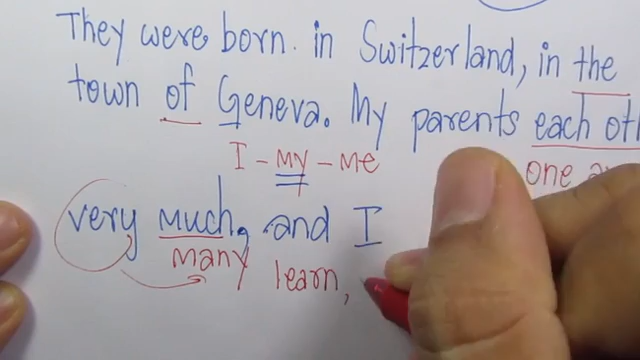 They were born. in Switzerland, in the
town of Geneva. My parents each oth
I - my - me
one a
very much, and I
many learn,